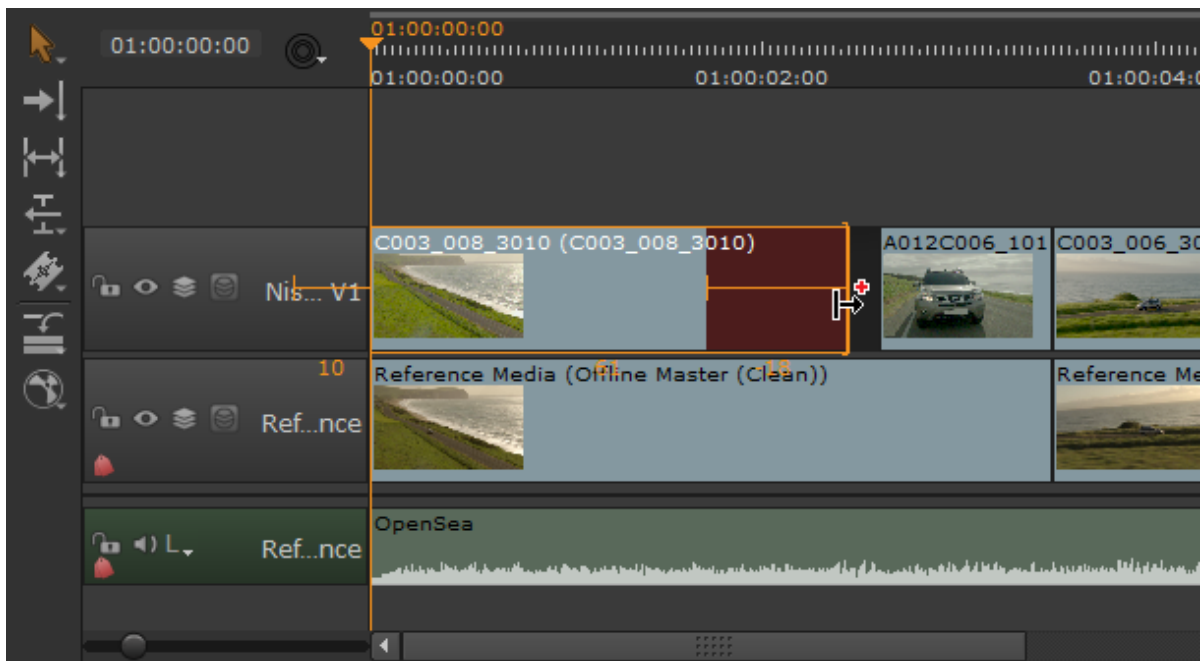 01:00:00:00
01:00:00:00
01:00:00:00 01:00:02:00 01:00:04:0
C003_008_3010 (C003_008_3010) A012C006_101 C003_006_30
Nis... V1
10 61 -18
Reference Media (Offline Master (Clean)) Reference Me
Ref...nce
OpenSea
L
Ref...nce